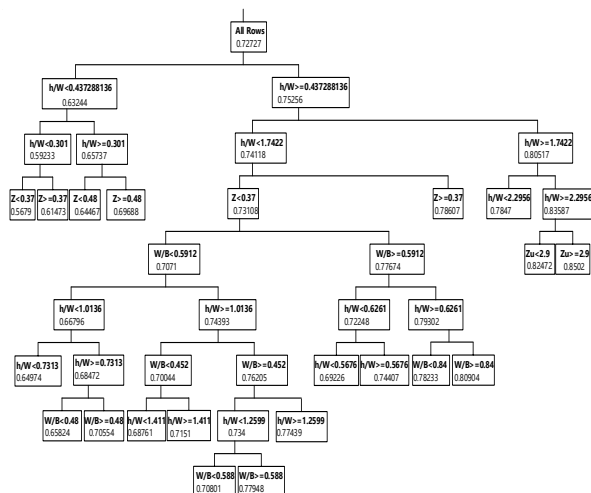 All Rows
0.72727
h/W<0.437288136
0.63244
h/W>=0.437288136
0.75256
h/W<0.301
0.59233
h/W>=0.301
0.65737
h/W<1.7422
0.74118
h/W>=1.7422
0.80517
Z<0.37
0.5679
Z>=0.37
0.61473
Z<0.48
0.64467
Z>=0.48
0.69688
Z<0.37
0.73108
Z>=0.37
0.78607
h/W<2.2956
0.7847
h/W>=2.2956
0.83587
Zu<2.9
0.82472
Zu>=2.9
0.8502
W/B<0.5912
0.7071
W/B>=0.5912
0.77674
h/W<1.0136
0.66796
h/W>=1.0136
0.74393
h/W<0.6261
0.72248
h/W>=0.6261
0.79302
h/W<0.7313
0.64974
h/W>=0.7313
0.68472
W/B<0.452
0.70044
W/B>=0.452
0.76205
h/W<0.5676
0.69226
h/W>=0.5676
0.74407
W/B<0.84
0.78233
W/B>=0.84
0.80904
W/B<0.48
0.65824
W/B>=0.48
0.70554
h/W<1.411
0.68761
h/W>=1.411
0.7151
h/W<1.2599
0.734
h/W>=1.2599
0.77439
W/B<0.588
0.70801
W/B>=0.588
0.77948